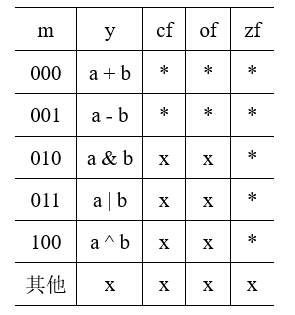 m y cf of zf
000 a + b * * *
001 a - b * * *
010 a & b x x *
011 a | b x x *
100 a ^ b x x *
其他 x x x x